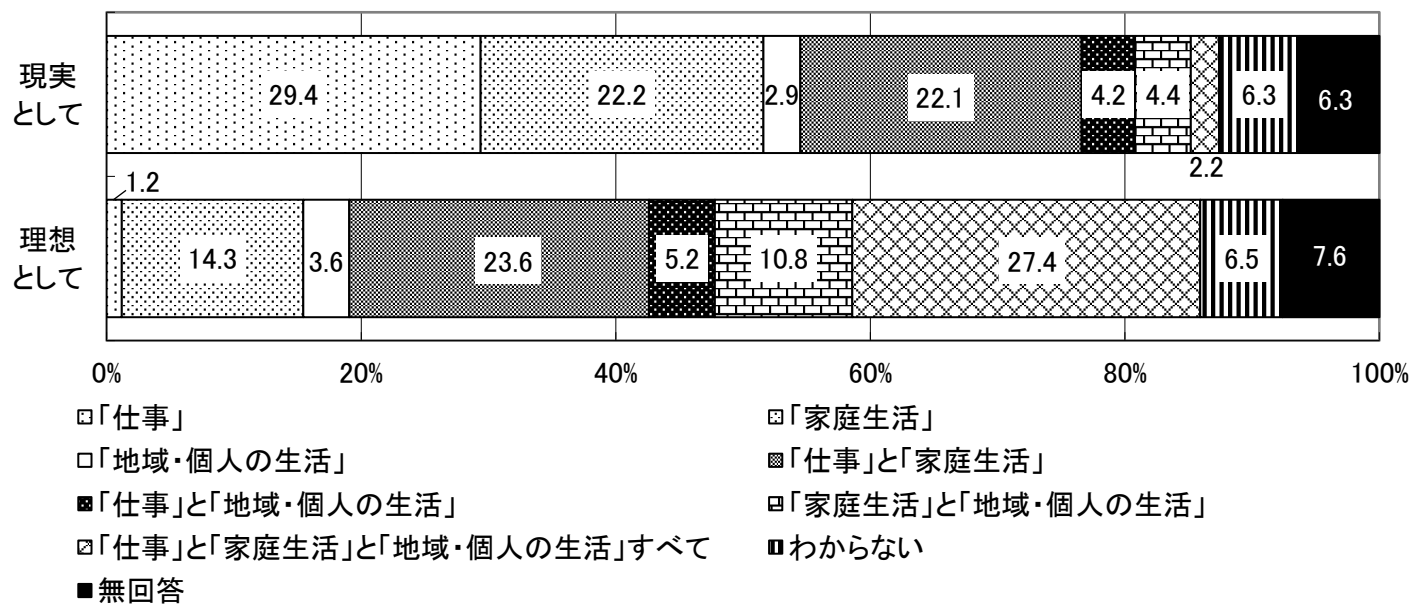 現実
として
29.4
22.2
2.9
22.1
4.2
4.4
6.3
6.3
2.2
1.2
理想
として
14.3
3.6
23.6
5.2
10.8
27.4
6.5
7.6
0%
20%
40%
60%
80%
100%
「仕事」
「家庭生活」
「地域・個人の生活」
「仕事」と「家庭生活」
「仕事」と「地域・個人の生活」
「家庭生活」と「地域・個人の生活」
「仕事」と「家庭生活」と「地域・個人の生活」すべて
わからない
無回答